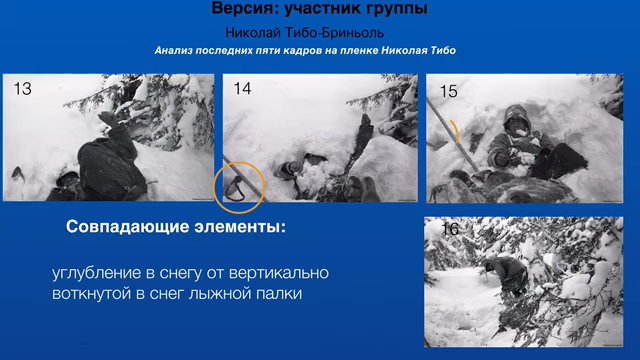 Версия: участник группы
Николай Тибо-Бриньоль
Анализ последних пяти кадров на пленке Николая Тибо
13
14
15
Совпадающие элементы:
16
углубление в снегу от вертикально
воткнутой в снег лыжной палки